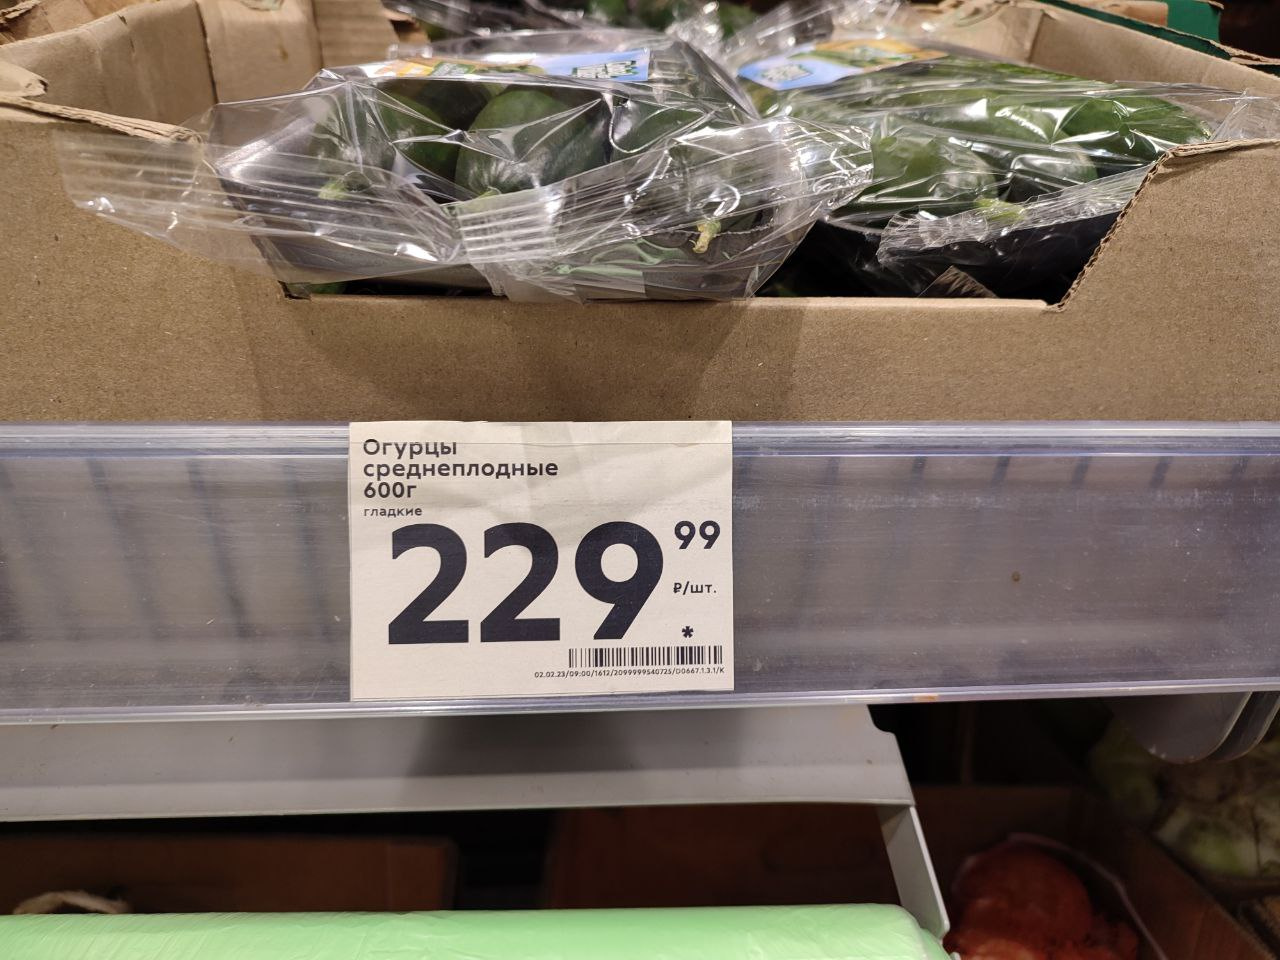 Огурцы
среднеплодные
600г
гладкие
229 99
₽/шт.
*
02.02.23/09:00/1612/2099999540725/D0667.1.3.1/K